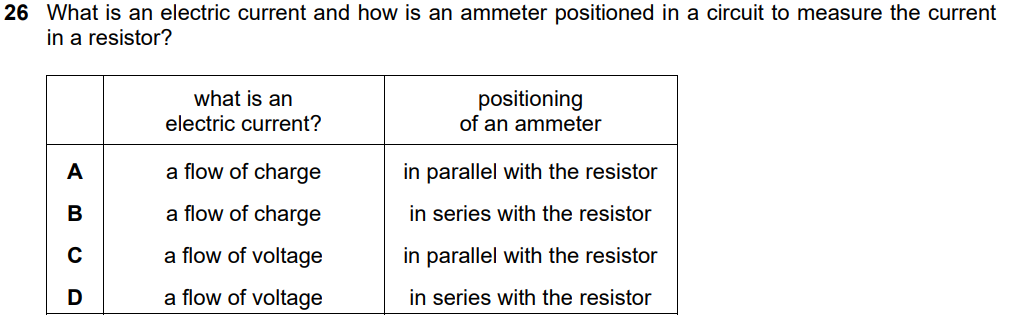 26 What is an electric current and how is an ammeter positioned in a circuit to measure the current
in a resistor?
what is an
electric current?
positioning
of an ammeter
A a flow of charge in parallel with the resistor
B a flow of charge in series with the resistor
C a flow of voltage in parallel with the resistor
D a flow of voltage in series with the resistor